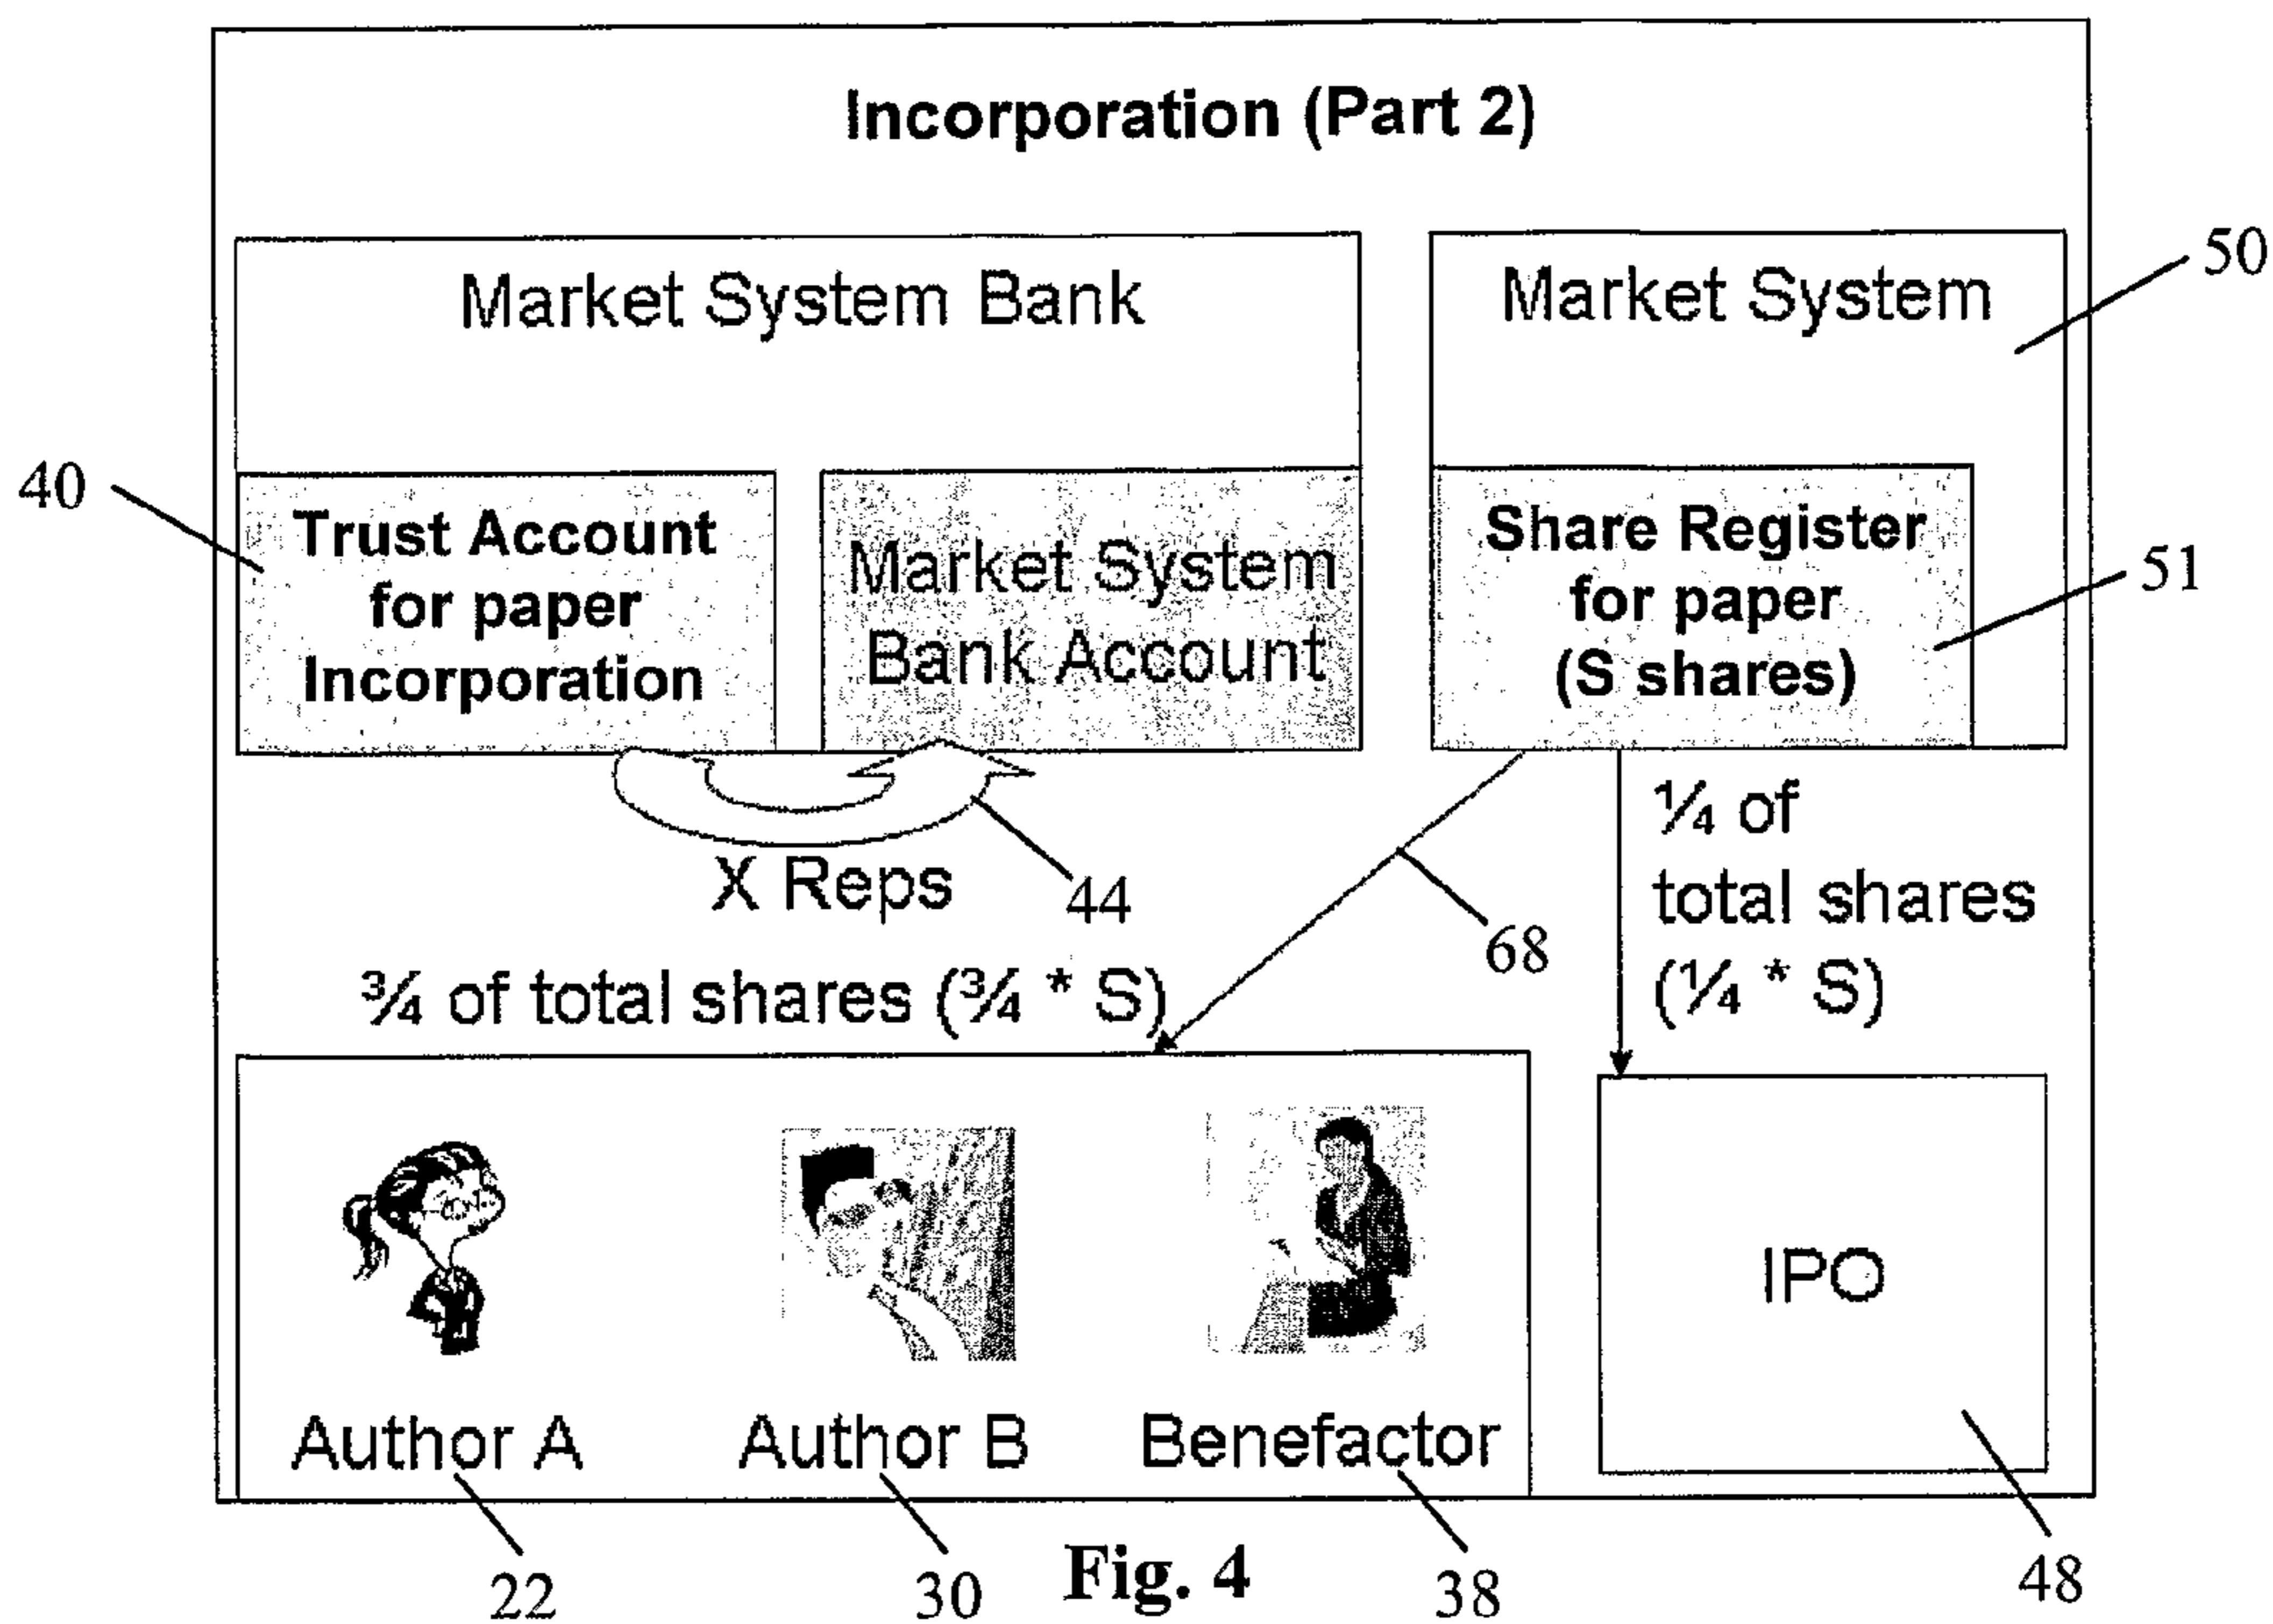 Incorporation (Part 2)
Market System Bank
Market System
50
40
Trust Account
for paper
Incorporation
Market System
Bank Account
Share Register
for paper
(S shares)
51
X Reps
44
68
¼ of
total shares
(¼ * S)
¾ of total shares (¾ * S)
IPO
Author A
Author B
Benefactor
22
30
Fig. 4
38
48